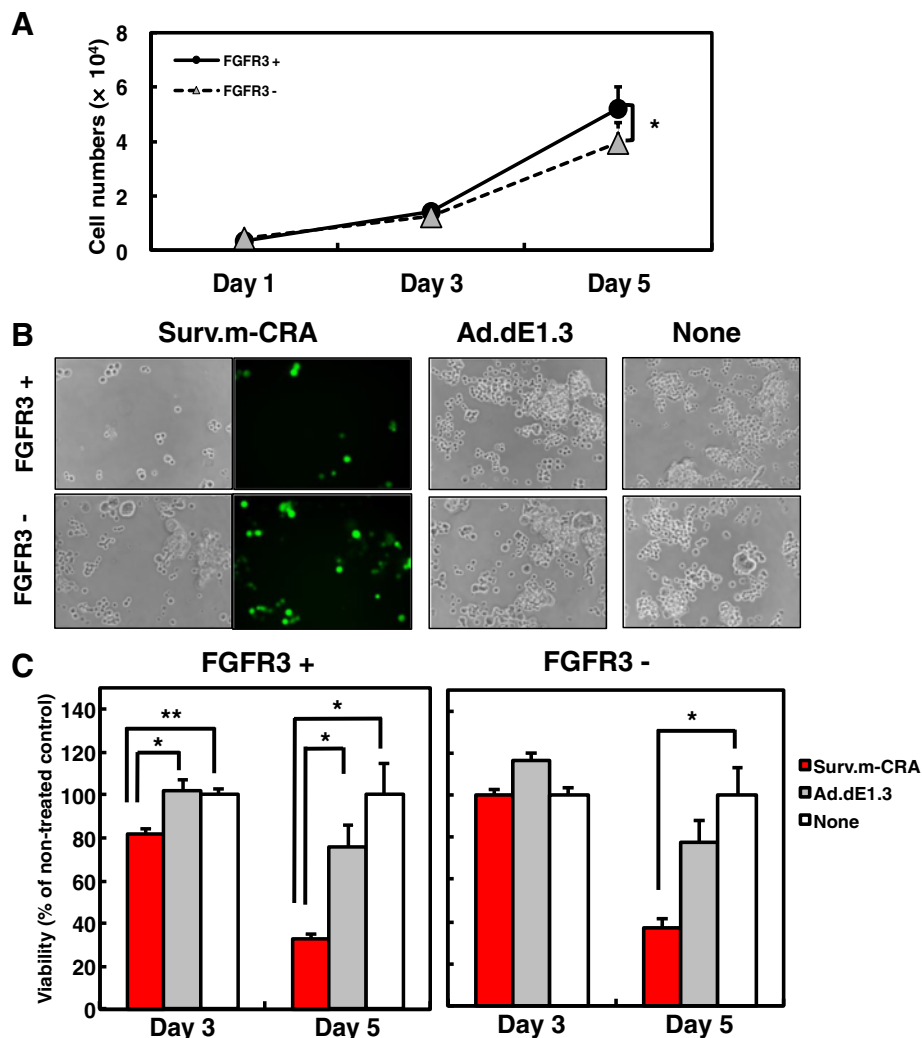 A
Cell numbers (× 10⁴)
8
6
4
2
0
FGFR3 +
FGFR3 -
*
Day 1 Day 3 Day 5
B
Surv.m-CRA Ad.dE1.3 None
FGFR3 +
FGFR3 -
C
FGFR3 + FGFR3 -
Viability (% of non-treated control)
140
120
100
80
60
40
20
0
**
*
*
*
*
Surv.m-CRA
Ad.dE1.3
None
Day 3 Day 5 Day 3 Day 5